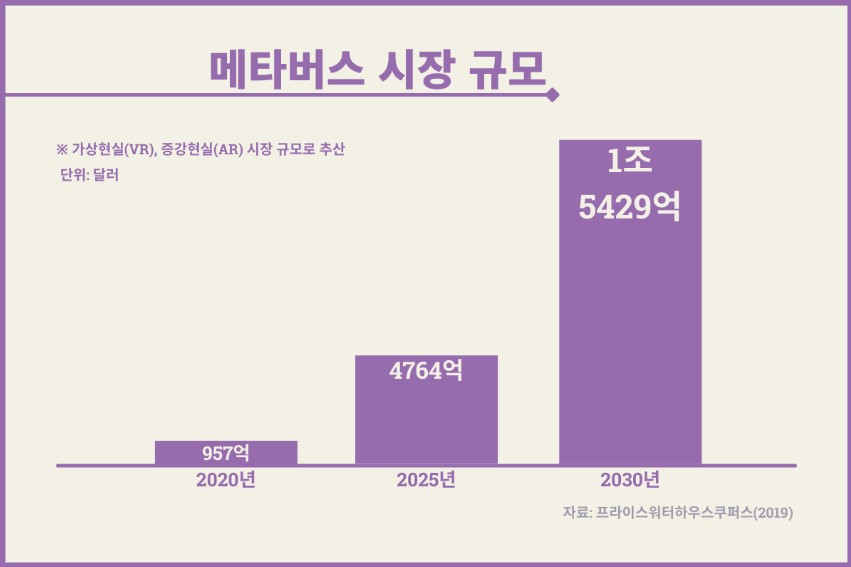 메타버스 시장 규모
※ 가상현실(VR), 증강현실(AR) 시장 규모로 추산
단위: 달러
1조
5429억
4764억
957억
2020년
2025년
2030년
자료: 프라이스워터하우스쿠퍼스(2019)